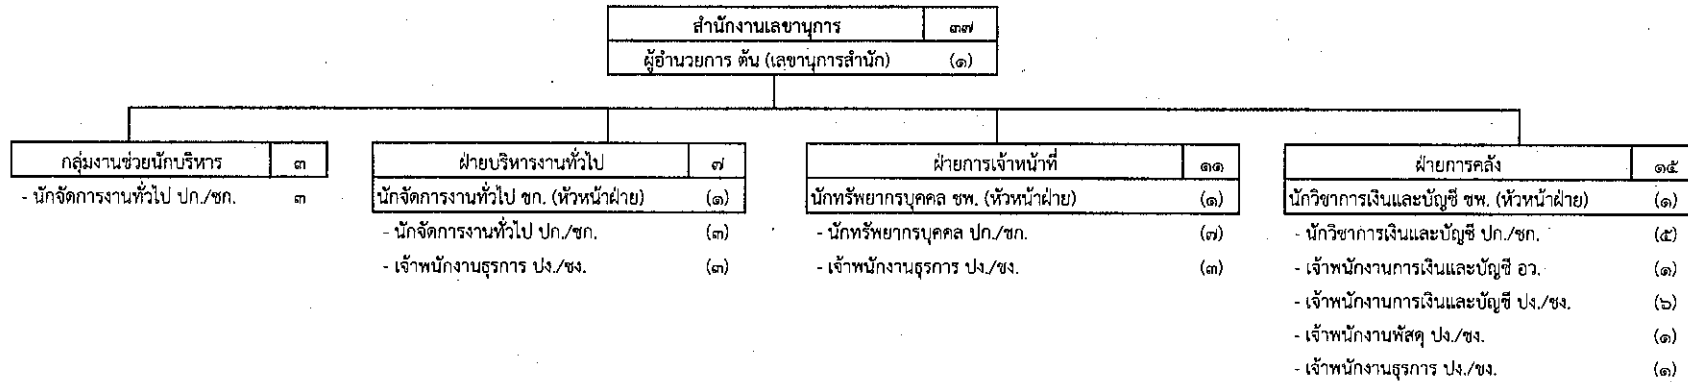 สำนักงานเลขานุการ ๓๗
ผู้อำนวยการ ต้น (เลขานุการสำนัก) (๑)
กลุ่มงานช่วยนักบริหาร ๓
- นักจัดการงานทั่วไป ปก./ชก. ๓
ฝ่ายบริหารงานทั่วไป ๗
นักจัดการงานทั่วไป ชก. (หัวหน้าฝ่าย) (๑)
- นักจัดการงานทั่วไป ปก./ชก. (๓)
- เจ้าพนักงานธุรการ ปง./ชง. (๓)
ฝ่ายการเจ้าหน้าที่ ๑๑
นักทรัพยากรบุคคล ชพ. (หัวหน้าฝ่าย) (๑)
- นักทรัพยากรบุคคล ปก./ชก. (๗)
- เจ้าพนักงานธุรการ ปง./ชง. (๓)
ฝ่ายการคลัง ๑๕
นักวิชาการเงินและบัญชี ชพ. (หัวหน้าฝ่าย) (๑)
- นักวิชาการเงินและบัญชี ปก./ชก. (๕)
- เจ้าพนักงานการเงินและบัญชี อว. (๑)
- เจ้าพนักงานการเงินและบัญชี ปง./ชง. (๖)
- เจ้าพนักงานพัสดุ ปง./ชง. (๑)
- เจ้าพนักงานธุรการ ปง./ชง. (๑)